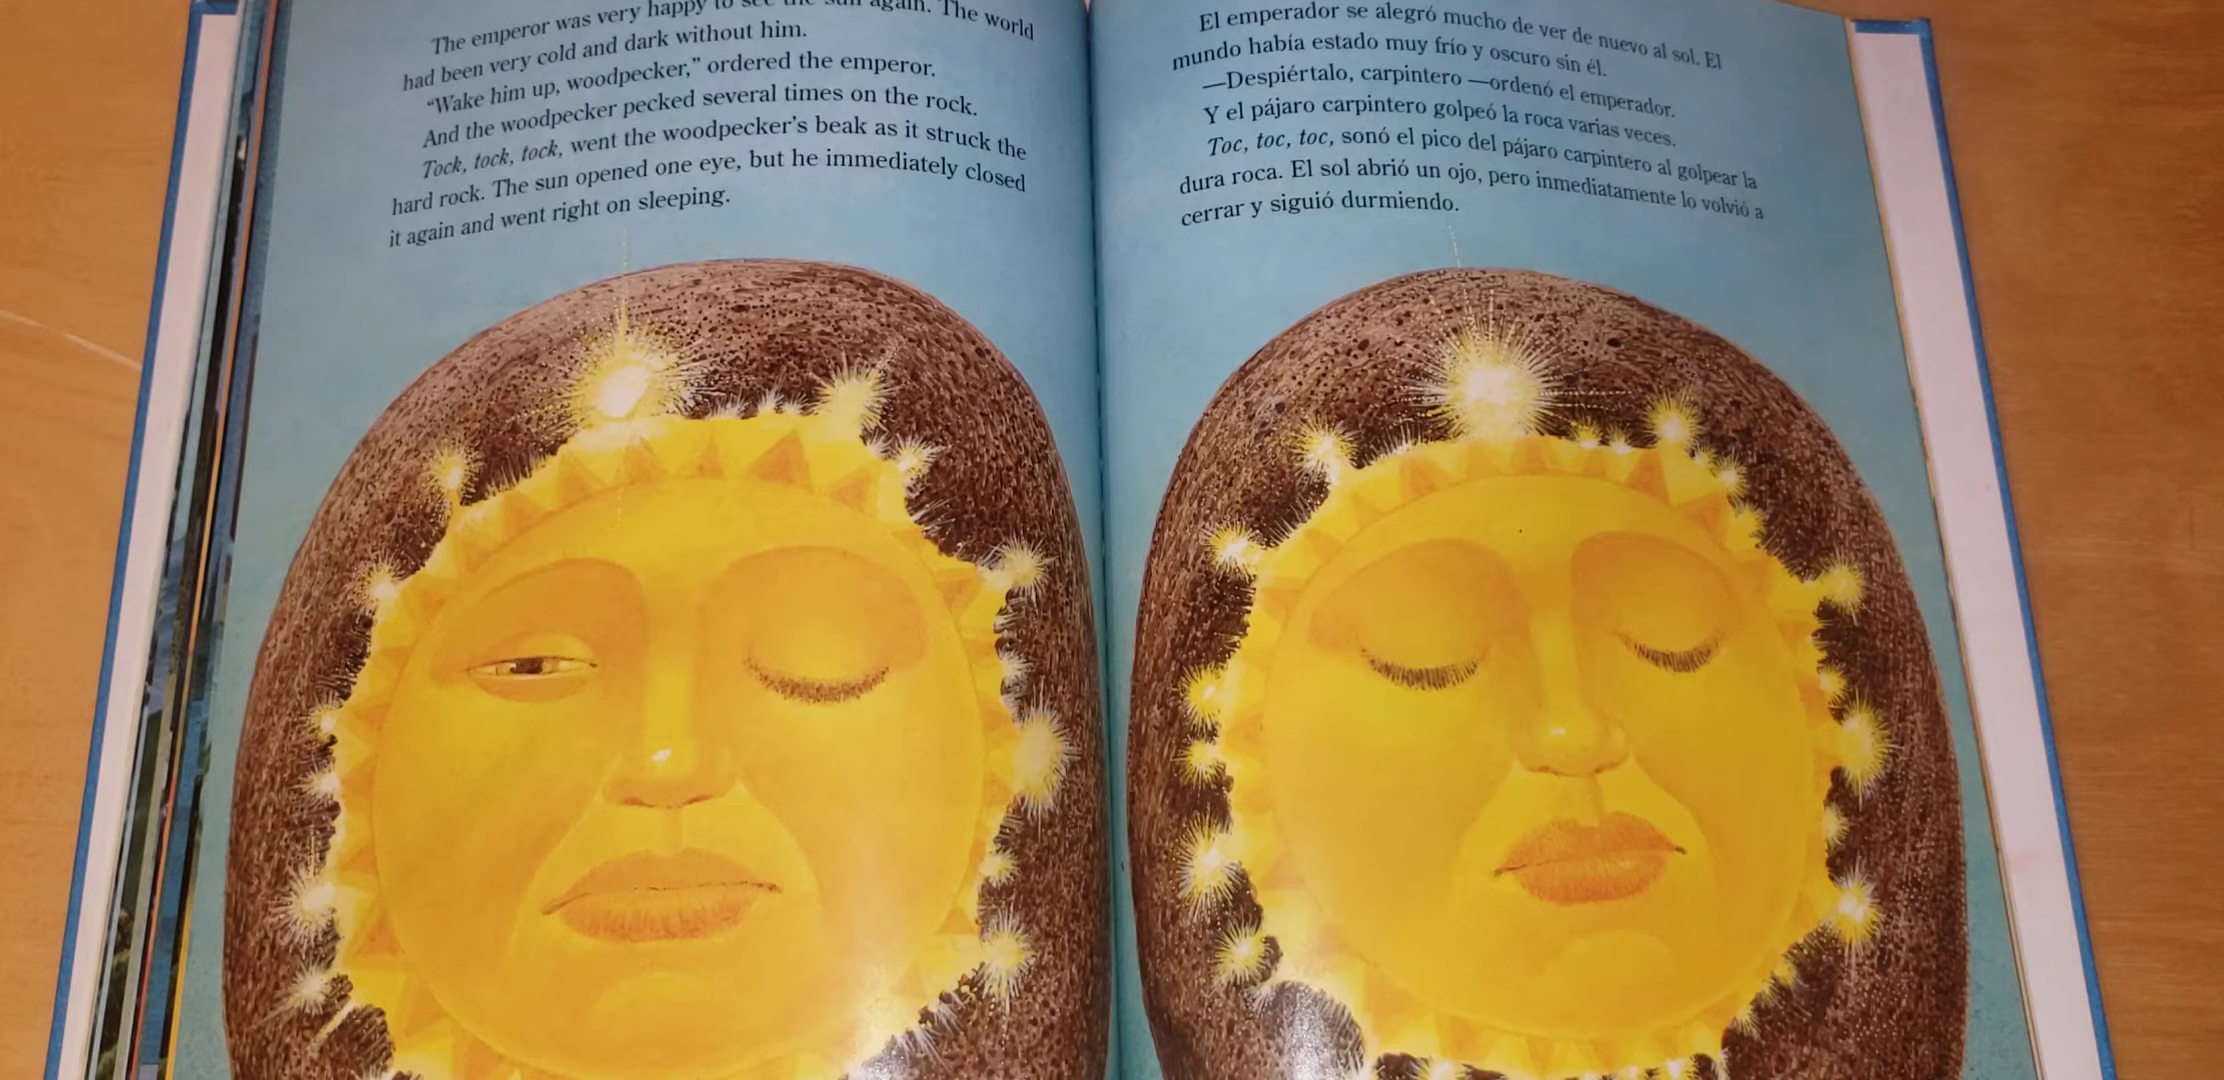 The emperor was very happy to see the sun again. The world
had been very cold and dark without him.
“Wake him up, woodpecker,” ordered the emperor.
And the woodpecker pecked several times on the rock.
Tock, tock, tock, went the woodpecker’s beak as it struck the
hard rock. The sun opened one eye, but he immediately closed
it again and went right on sleeping.
El emperador se alegró mucho de ver de nuevo al sol. El
mundo había estado muy frío y oscuro sin él.
—Despiértalo, carpintero —ordenó el emperador.
Y el pájaro carpintero golpeó la roca varias veces.
Toc, toc, toc, sonó el pico del pájaro carpintero al golpear la
dura roca. El sol abrió un ojo, pero inmediatamente lo volvió a
cerrar y siguió durmiendo.